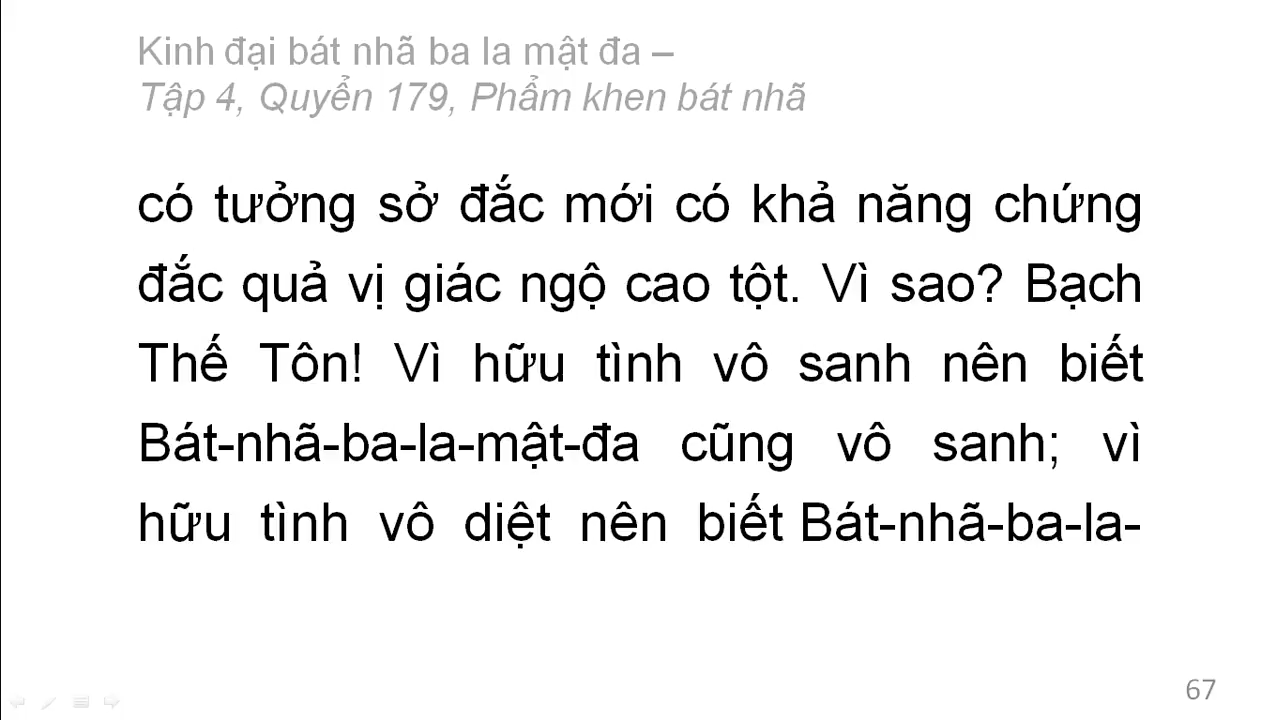 Kinh đại bát nhã ba la mật đa –
Tập 4, Quyển 179, Phẩm khen bát nhã
có tưởng sở đắc mới có khả năng chứng
đắc quả vị giác ngộ cao tột. Vì sao? Bạch
Thế Tôn! Vì hữu tình vô sanh nên biết
Bát-nhã-ba-la-mật-đa cũng vô sanh; vì
hữu tình vô diệt nên biết Bát-nhã-ba-la-
67